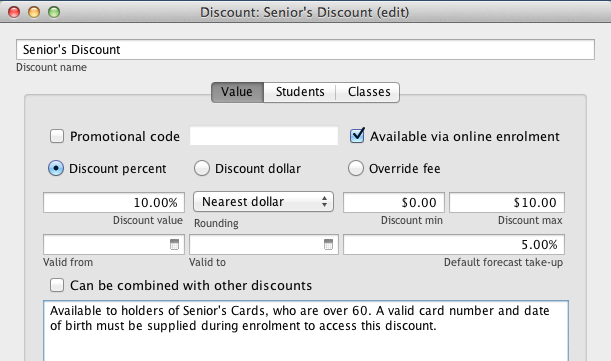 Discount: Senior's Discount (edit)
Senior's Discount
Discount name
Value Students Classes
Promotional code Available via online enrolment
Discount percent Discount dollar Override fee
10.00% Nearest dollar $0.00 $10.00
Discount value Rounding Discount min Discount max
5.00%
Valid from Valid to Default forecast take-up
Can be combined with other discounts
Available to holders of Senior's Cards, who are over 60. A valid card number and date
of birth must be supplied during enrolment to access this discount.